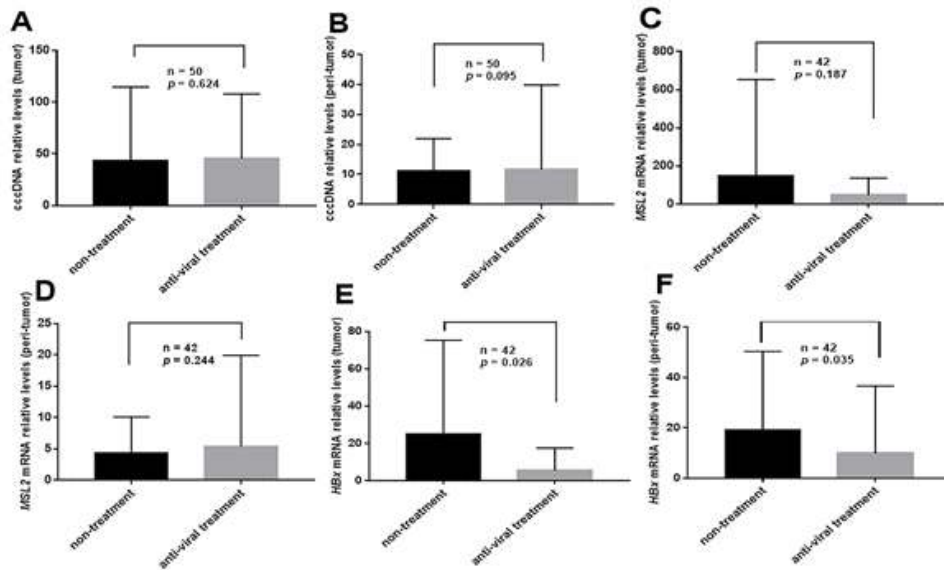 A
cccDNA relative levels (tumor)
150
100
50
0
n = 50
p = 0.624
non-treatment
anti-viral treatment
B
cccDNA relative levels (peri-tumor)
50
40
30
20
10
0
n = 50
p = 0.095
non-treatment
anti-viral treatment
C
MSL2 mRNA relative levels (tumor)
800
600
400
200
0
n = 42
p = 0.187
non-treatment
anti-viral treatment
D
MSL2 mRNA relative levels (peri-tumor)
25
20
15
10
5
0
n = 42
p = 0.244
non-treatment
anti-viral treatment
E
HBx mRNA relative levels (tumor)
80
60
40
20
0
n = 42
p = 0.026
non-treatment
anti-viral treatment
F
HBx mRNA relative levels (peri-tumor)
60
40
20
0
n = 42
p = 0.035
non-treatment
anti-viral treatment